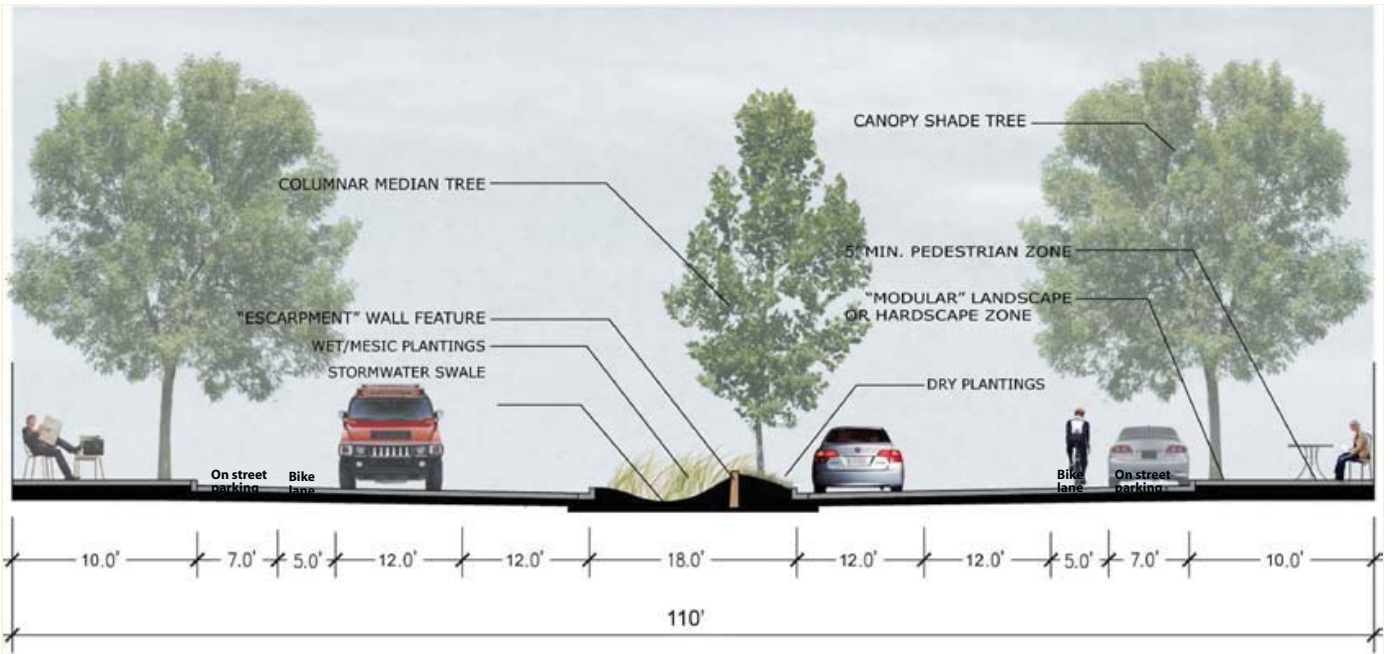 CANOPY SHADE TREE
COLUMNAR MEDIAN TREE
5' MIN. PEDESTRIAN ZONE
"MODULAR" LANDSCAPE
OR HARDSCAPE ZONE
"ESCARPMENT" WALL FEATURE
WET/MESIC PLANTINGS
STORMWATER SWALE
DRY PLANTINGS
On street
parking
Bike
lane
Bike
lane
On street
parking
10.0' 7.0' 5.0' 12.0' 12.0' 18.0' 12.0' 12.0' 5.0' 7.0' 10.0'
110'